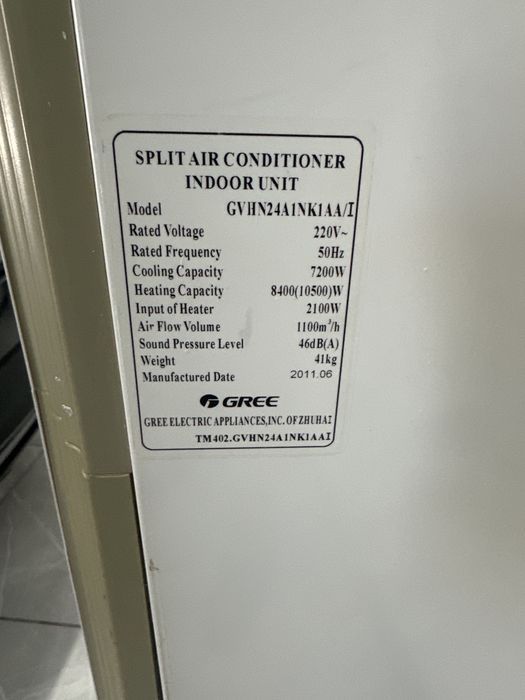 SPLIT AIR CONDITIONER
INDOOR UNIT
Model GVHN24A1NK1AA/I
Rated Voltage 220V~
Rated Frequency 50Hz
Cooling Capacity 7200W
Heating Capacity 8400(10500)W
Input of Heater 2100W
Air Flow Volume 1100m³/h
Sound Pressure Level 46dB(A)
Weight 41kg
Manufactured Date 2011.06
GREE
GREE ELECTRIC APPLIANCES,INC. OF ZHUHAI
TM402.GVHN24A1NK1AAI